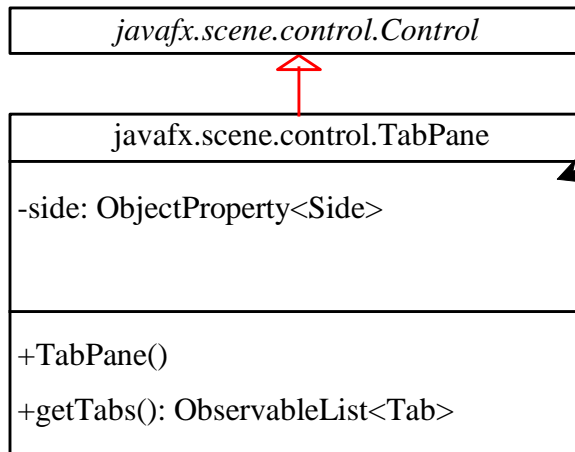 javafx.scene.control.Control
javafx.scene.control.TabPane
-side: ObjectProperty<Side>
+TabPane()
+getTabs(): ObservableList<Tab>